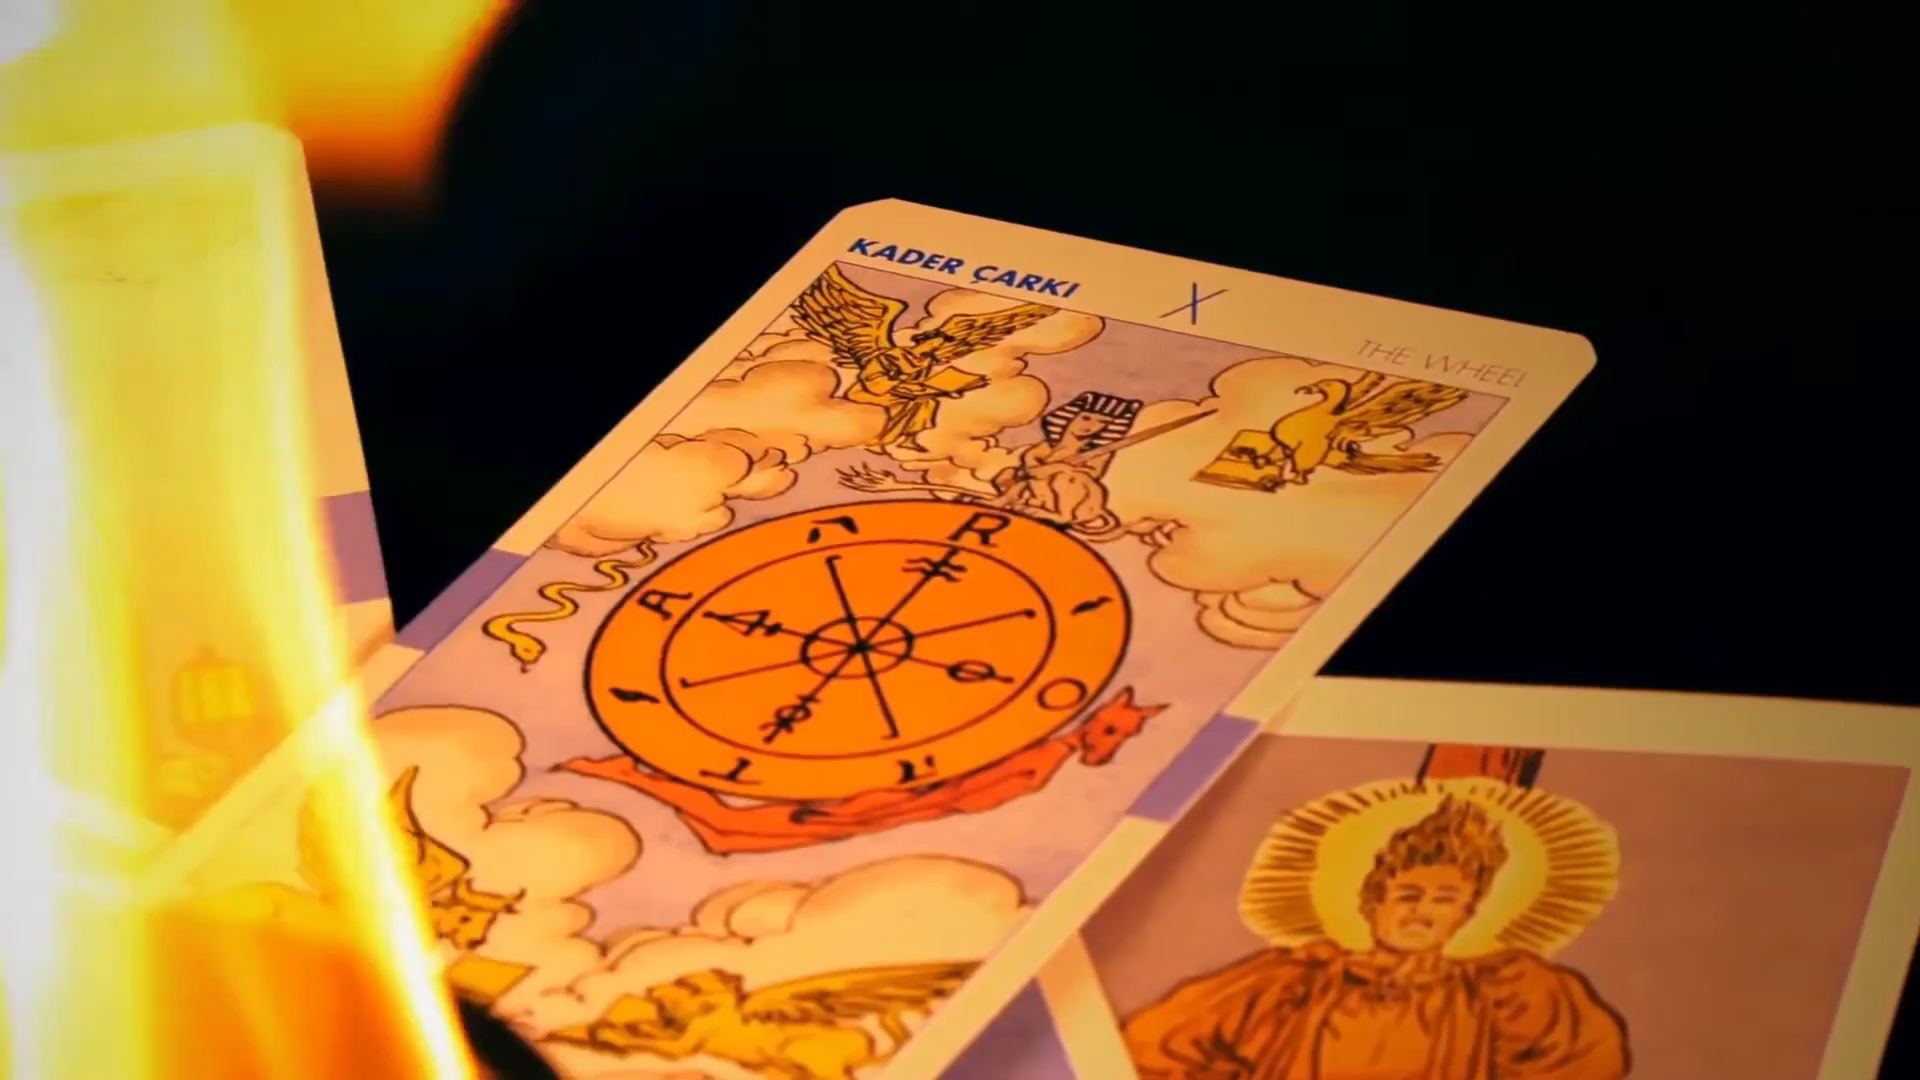 KADER ÇARKI
X
THE WHEEL
R
O
T
A